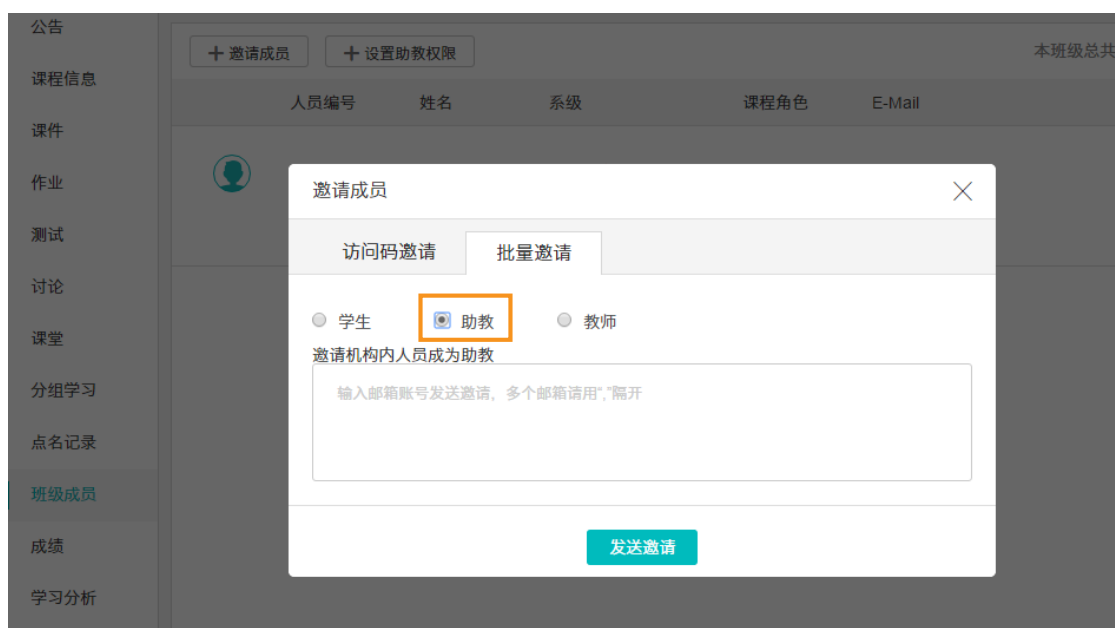 公告
课程信息
课件
作业
测试
讨论
课堂
分组学习
点名记录
班级成员
成绩
学习分析
+ 邀请成员
+ 设置助教权限
本班级总共
人员编号 姓名 系级 课程角色 E-Mail
邀请成员
访问码邀请 批量邀请
学生 助教 教师
邀请机构内人员成为助教
输入邮箱账号发送邀请，多个邮箱请用“,”隔开
发送邀请